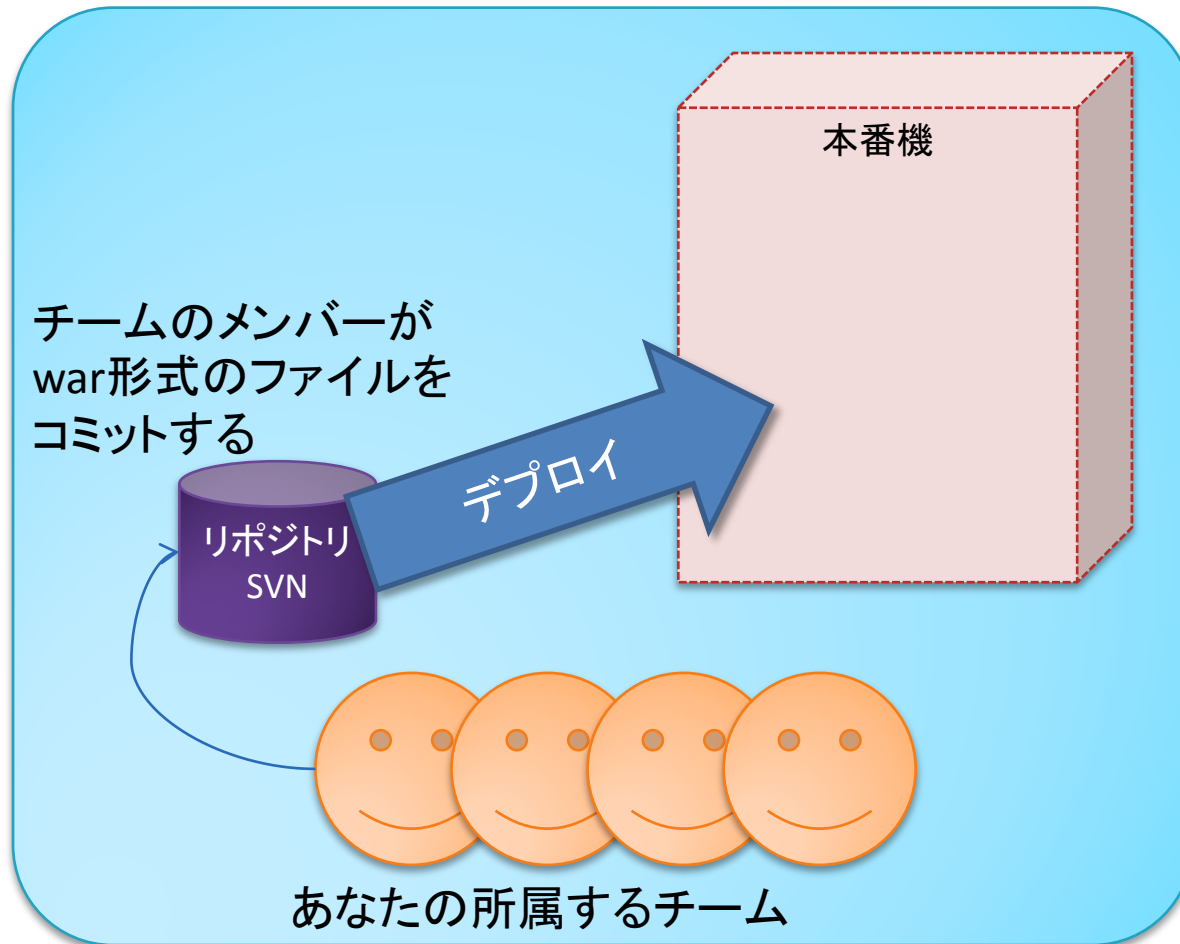 本番機
チームのメンバーが
war形式のファイルを
コミットする
デプロイ
リポジトリ
SVN
あなたの所属するチーム